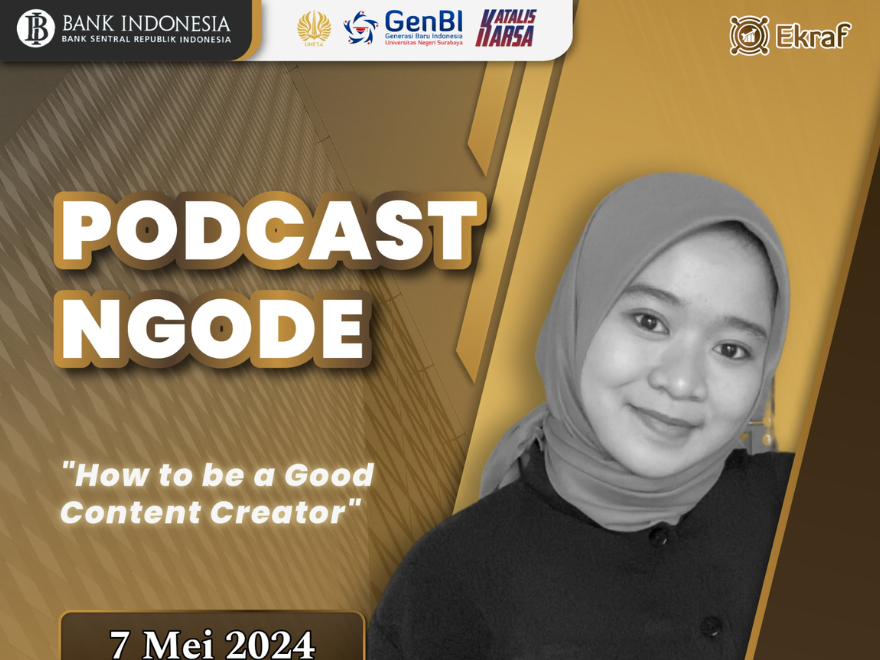 BANK INDONESIA
BANK SENTRAL REPUBLIK INDONESIA
UNESA
GenBI
Generasi Baru Indonesia
Universitas Negeri Surabaya
KATALIS
KARSA
Ekraf
PODCAST
NGODE
"How to be a Good
Content Creator"
7 Mei 2024